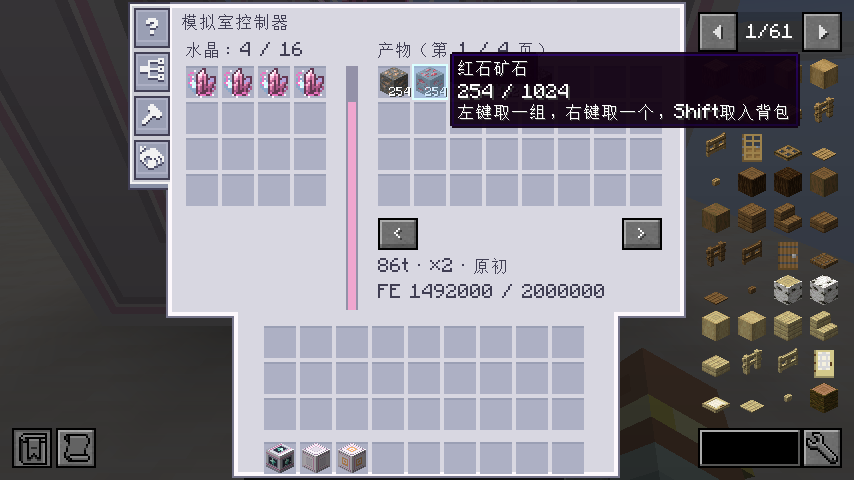 模拟室控制器
1/61
水晶：4 / 16
产物（第 1 / 4 页）
红石矿石
254 / 1024
左键取一组，右键取一个，Shift取入背包
254
254
<
>
86t · ×2 · 原初
FE 1492000 / 2000000